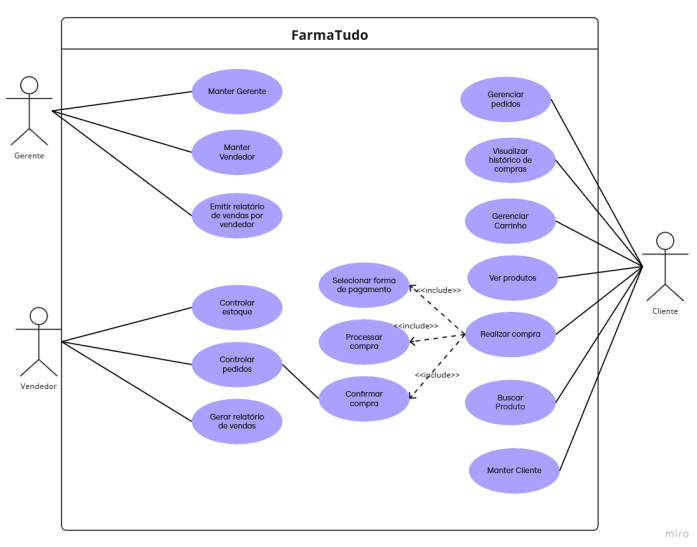 FarmaTudo
Gerente
Manter Gerente
Manter
Vendedor
Emitir relatório
de vendas por
vendedor
Vendedor
Controlar
estoque
Controlar
pedidos
Gerar relatório
de vendas
Selecionar forma
de pagamento
Processar
compra
Confirmar
compra
<<include>>
<<include>>
<<include>>
Gerenciar
pedidos
Visualizar
histórico de
compras
Gerenciar
Carrinho
Ver produtos
Realizar compra
Buscar
Produto
Manter Cliente
Cliente
miro